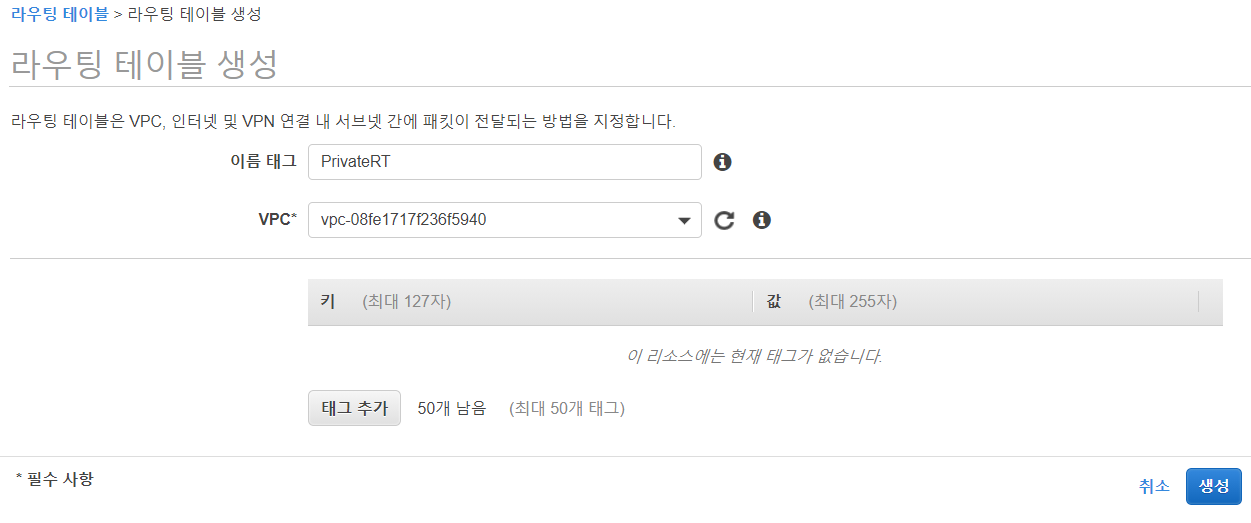 라우팅 테이블 > 라우팅 테이블 생성
라우팅 테이블 생성
라우팅 테이블은 VPC, 인터넷 및 VPN 연결 내 서브넷 간에 패킷이 전달되는 방법을 지정합니다.
이름 태그 PrivateRT
VPC* vpc-08fe1717f236f5940
키 (최대 127자) 값 (최대 255자)
이 리소스에는 현재 태그가 없습니다.
태그 추가 50개 남음 (최대 50개 태그)
* 필수 사항
취소 생성